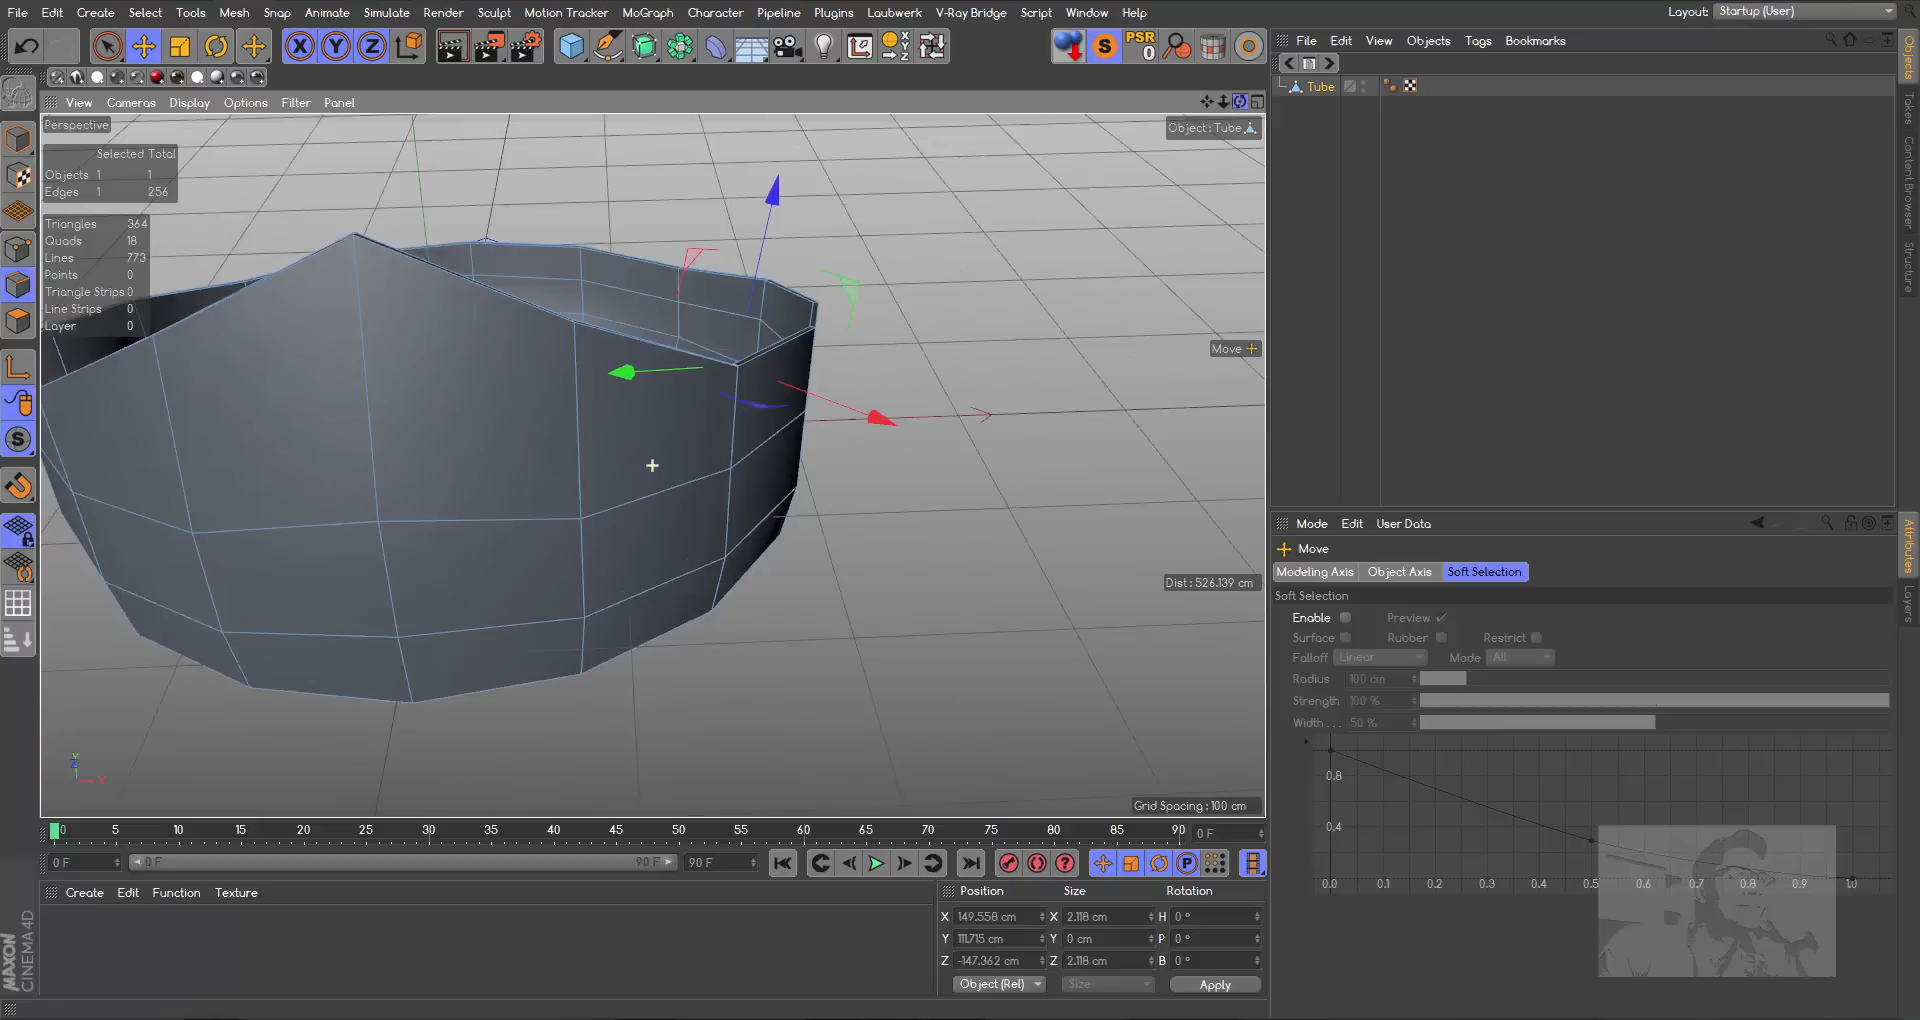 File Edit Create Select Tools Mesh Snap Animate Simulate Render Sculpt Motion Tracker MoGraph Character Pipeline Plugins Laubwerk V-Ray Bridge Script Window Help Layout: Startup (User)
PSR
0
File Edit View Objects Tags Bookmarks
Tube
View Cameras Display Options Filter Panel
Perspective
Object : Tube
Selected Total
Objects 1 1
Edges 1 256
Triangles 364
Quads 18
Lines 773
Points 0
Triangle Strips 0
Line Strips 0
Layer 0
Move
Dist : 526.139 cm
Grid Spacing : 100 cm
X
Y
Z
Objects
Takes
Content Browser
Structure
Mode Edit User Data
Move
Modeling Axis Object Axis Soft Selection
Soft Selection
Enable Preview
Surface Rubber Restrict
Falloff Linear Mode All
Radius 100 cm
Strength 100 %
Width . . . 50 %
0.8
0.4
0.0 0.1 0.2 0.3 0.4 0.5 0.6 0.7 0.8 0.9 1.0
Attributes
Layers
0 5 10 15 20 25 30 35 40 45 50 55 60 65 70 75 80 85 90 0 F
0 F 0 F 90 F 90 F
Create Edit Function Texture
Position Size Rotation
X 149.558 cm X 2.118 cm H 0 °
Y 111.715 cm Y 0 cm P 0 °
Z -147.362 cm Z 2.118 cm B 0 °
Object (Rel) Size Apply
MAXON
CINEMA 4D